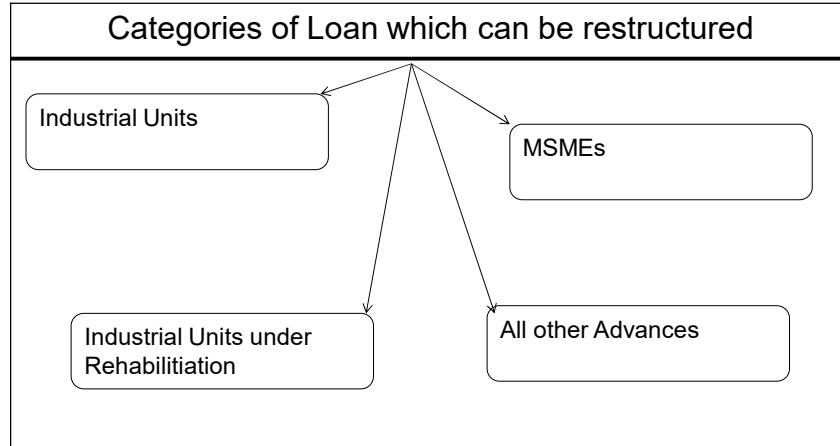 Categories of Loan which can be restructured
Industrial Units
MSMEs
Industrial Units under
Rehabilitiation
All other Advances